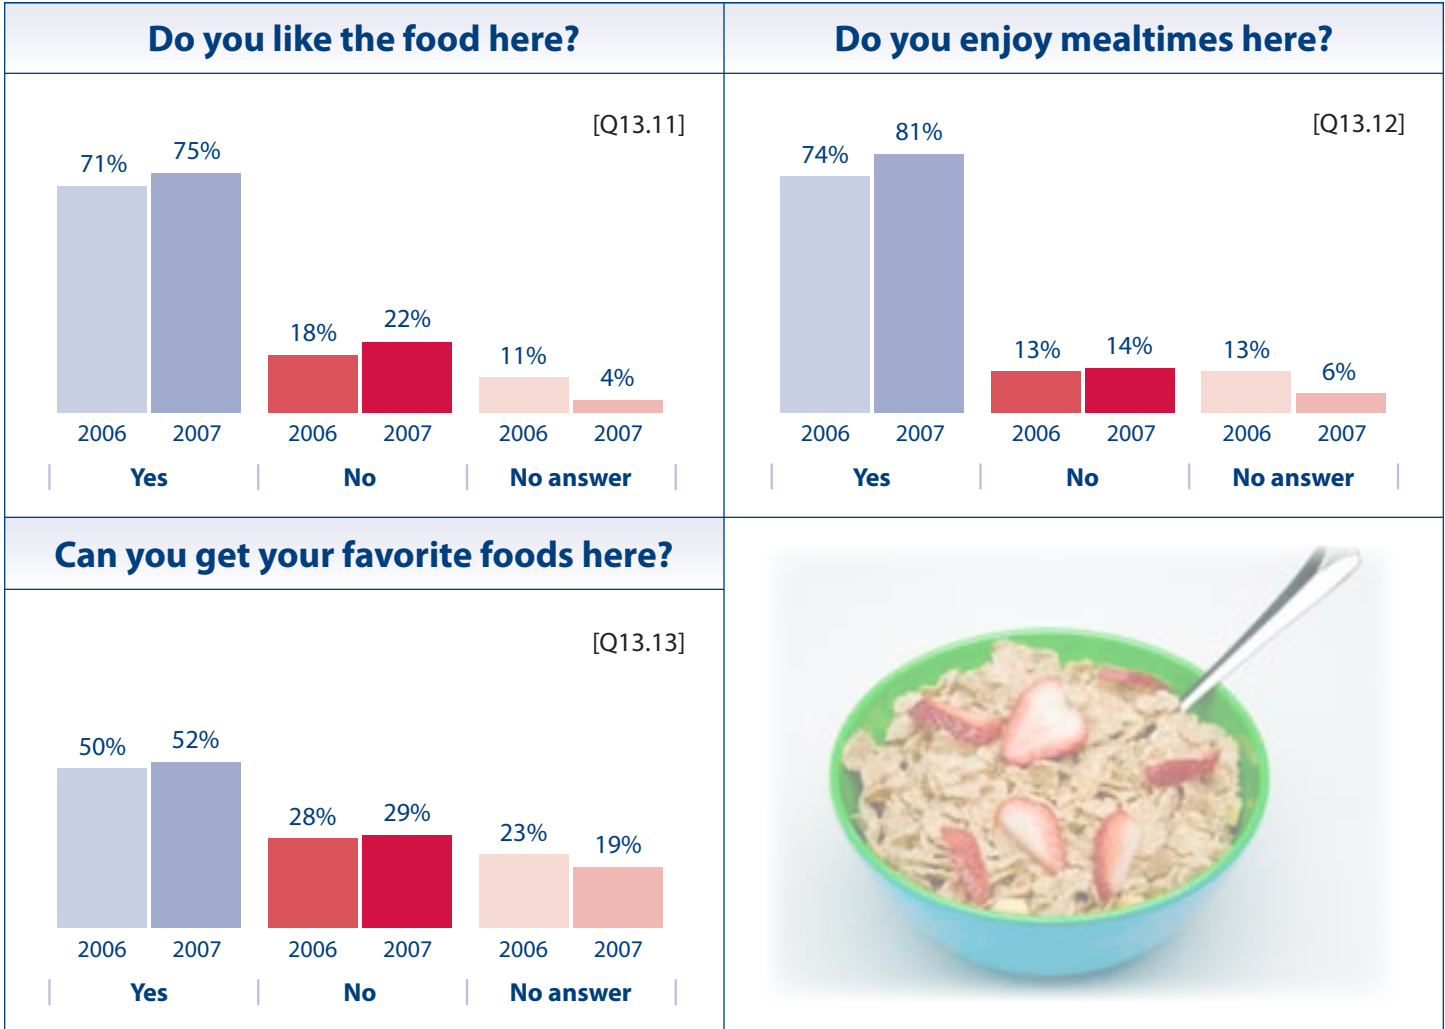 Do you like the food here?
[Q13.11]
71% 75%
18% 22%
11% 4%
2006 2007 2006 2007 2006 2007
Yes No No answer
Do you enjoy mealtimes here?
[Q13.12]
74% 81%
13% 14%
13% 6%
2006 2007 2006 2007 2006 2007
Yes No No answer
Can you get your favorite foods here?
[Q13.13]
50% 52%
28% 29%
23% 19%
2006 2007 2006 2007 2006 2007
Yes No No answer